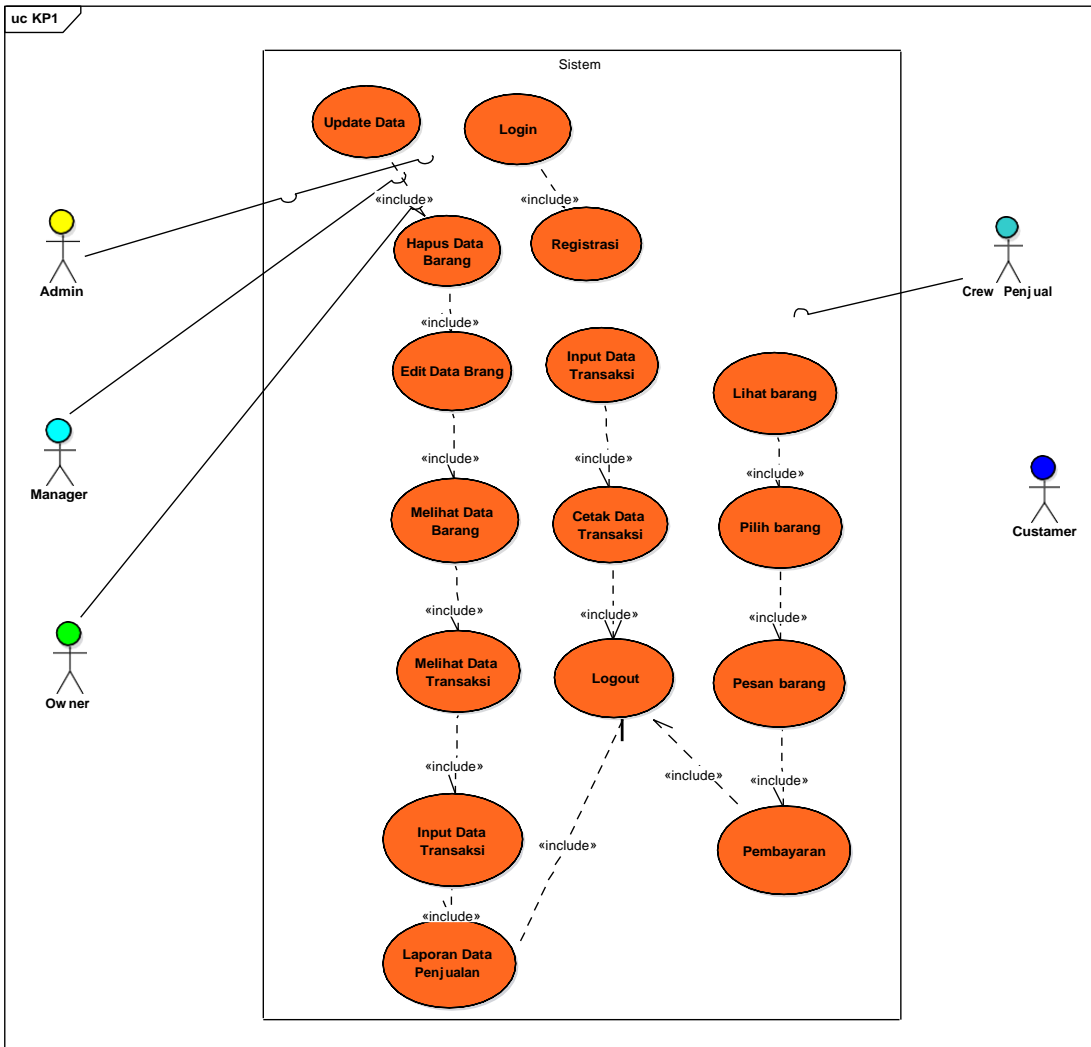 uc KP1
Sistem
Update Data
Login
«include»
«include»
Hapus Data
Barang
Registrasi
Admin
Crew Penjual
«include»
Edit Data Brang
Input Data
Transaksi
Lihat barang
«include»
«include»
«include»
Manager
Melihat Data
Barang
Cetak Data
Transaksi
Pilih barang
Custamer
«include»
«include»
«include»
Melihat Data
Transaksi
Logout
Pesan barang
Owner
«include»
«include»
«include»
Input Data
Transaksi
«include»
Pembayaran
«include»
Laporan Data
Penjualan